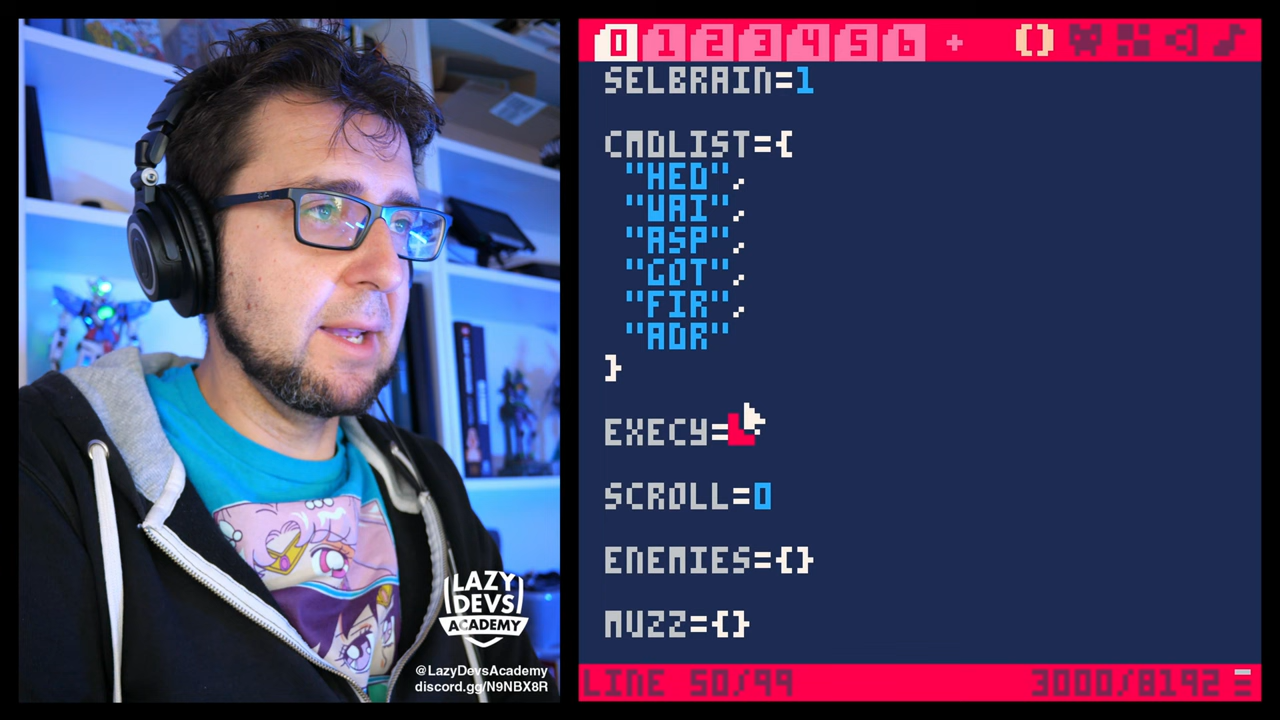 0 1 2 3 4 5 6 +
SELBRAIN=1
CMDLIST={
"HED",
"WAI",
"ASP",
"GOT",
"FIR",
"ADR"
}
EXECY=
SCROLL=0
ENEMIES={}
MUZZ={}
LINE 50/99
3000/8192
LAZY
DEVS
ACADEMY
@LazyDevsAcademy
discord.gg/N9NBX8R